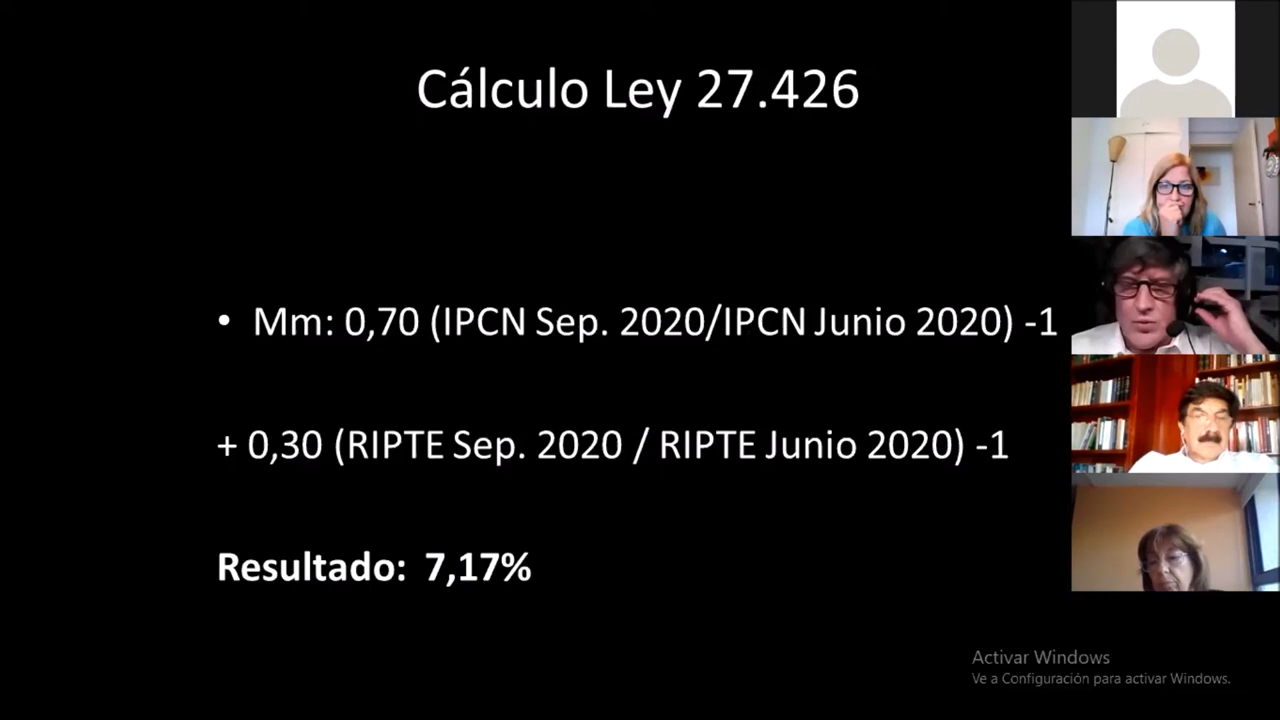 Cálculo Ley 27.426
• Mm: 0,70 (IPCN Sep. 2020/IPCN Junio 2020) -1
+ 0,30 (RIPTE Sep. 2020 / RIPTE Junio 2020) -1
Resultado: 7,17%
Activar Windows
Ve a Configuración para activar Windows.